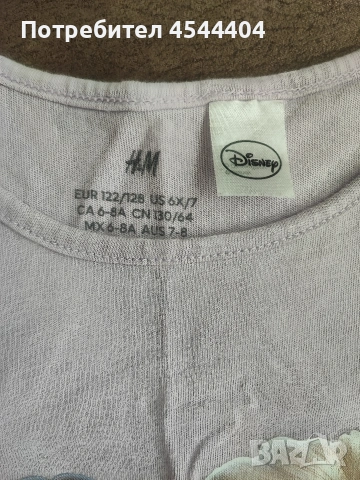 Потребител 4544404
H&M
Disney
EUR 122/128 US 6X/7
CA 6-8A CN 130/64
MX 6-8A AUS 7-8
BAZAR